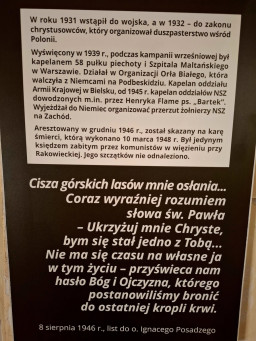 W roku 1931 wstąpił do wojska, a w 1932 – do zakonu
chrystusowców, który organizował duszpasterstwo wśród
Polonii.
Wyświęcony w 1939 r., podczas kampanii wrześniowej był
kapelanem 58 pułku piechoty i Szpitala Maltańskiego
w Warszawie. Działał w Organizacji Orła Białego, która
walczyła z Niemcami na Podbeskidziu. Kapelan oddziału
Armii Krajowej w Bielsku, od 1945 r. kapelan oddziałów NSZ
dowodzonych m.in. przez Henryka Flame ps. „Bartek".
Wyjeżdżał do Niemiec organizować przerzut żołnierzy NSZ
na Zachód.
Aresztowany w grudniu 1946 r., został skazany na karę
śmierci, którą wykonano 10 marca 1948 r. Był jedynym
księdzem zabitym przez komunistów w więzieniu przy
Rakowieckiej. Jego szczątków nie odnaleziono.
Cisza górskich lasów mnie osłania...
Coraz wyraźniej rozumiem
słowa św. Pawła
– Ukrzyżuj mnie Chryste,
bym się stał jedno z Tobą...
Nie ma się czasu na własne ja
w tym życiu – przyświeca nam
hasło Bóg i Ojczyzna, którego
postanowiliśmy bronić
do ostatniej kropli krwi.
8 sierpnia 1946 r., list do o. Ignacego Posadzego